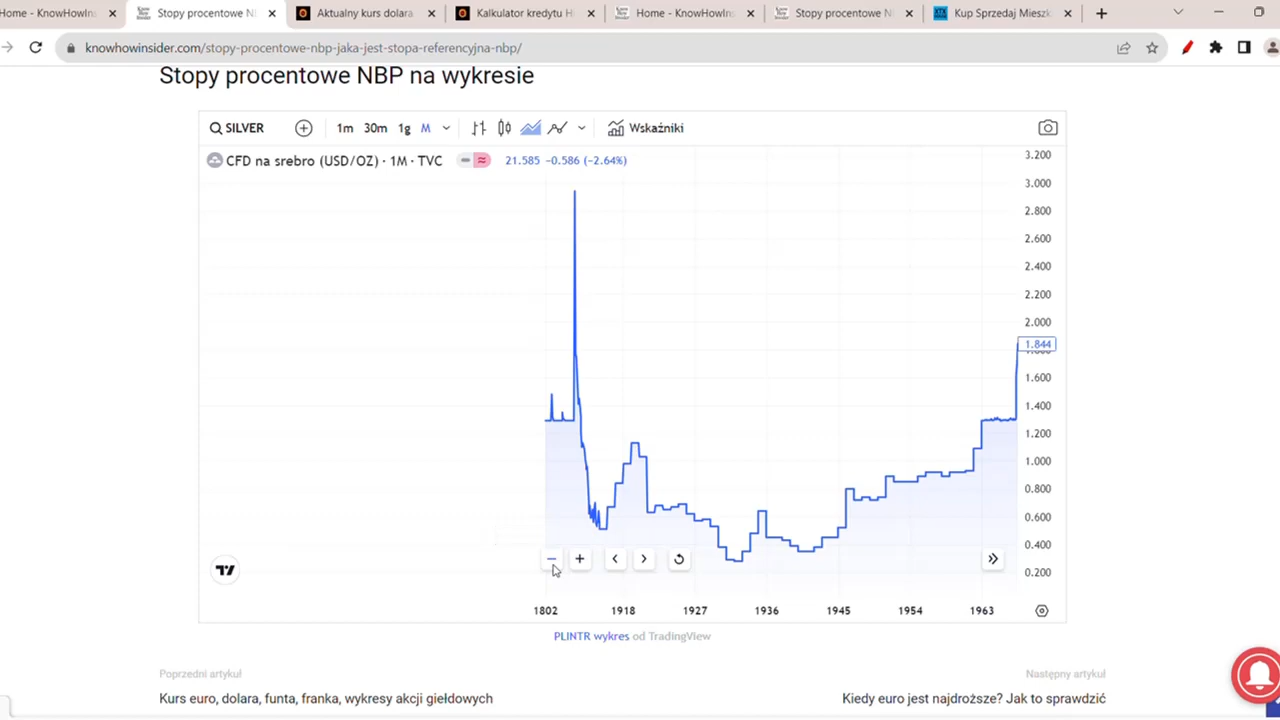 Home - KnowHowIns
Stopy procentowe N
Aktualny kurs dolara
Kalkulator kredytu H
Home - KnowHowIns
Stopy procentowe N
Kup Sprzedaj Mieszk
knowhowinsider.com/stopy-procentowe-nbp-jaka-jest-stopa-referencyjna-nbp/
Stopy procentowe NBP na wykresie
SILVER 1m 30m 1g M Wskaźniki
CFD na srebro (USD/OZ) · 1M · TVC 21.585 −0.586 (−2.64%)
3.200
3.000
2.800
2.600
2.400
2.200
2.000
1.844
1.600
1.400
1.200
1.000
0.800
0.600
0.400
0.200
1802 1918 1927 1936 1945 1954 1963
PLINTR wykres od TradingView
Poprzedni artykuł
Następny artykuł
Kurs euro, dolara, funta, franka, wykresy akcji giełdowych
Kiedy euro jest najdroższe? Jak to sprawdzić